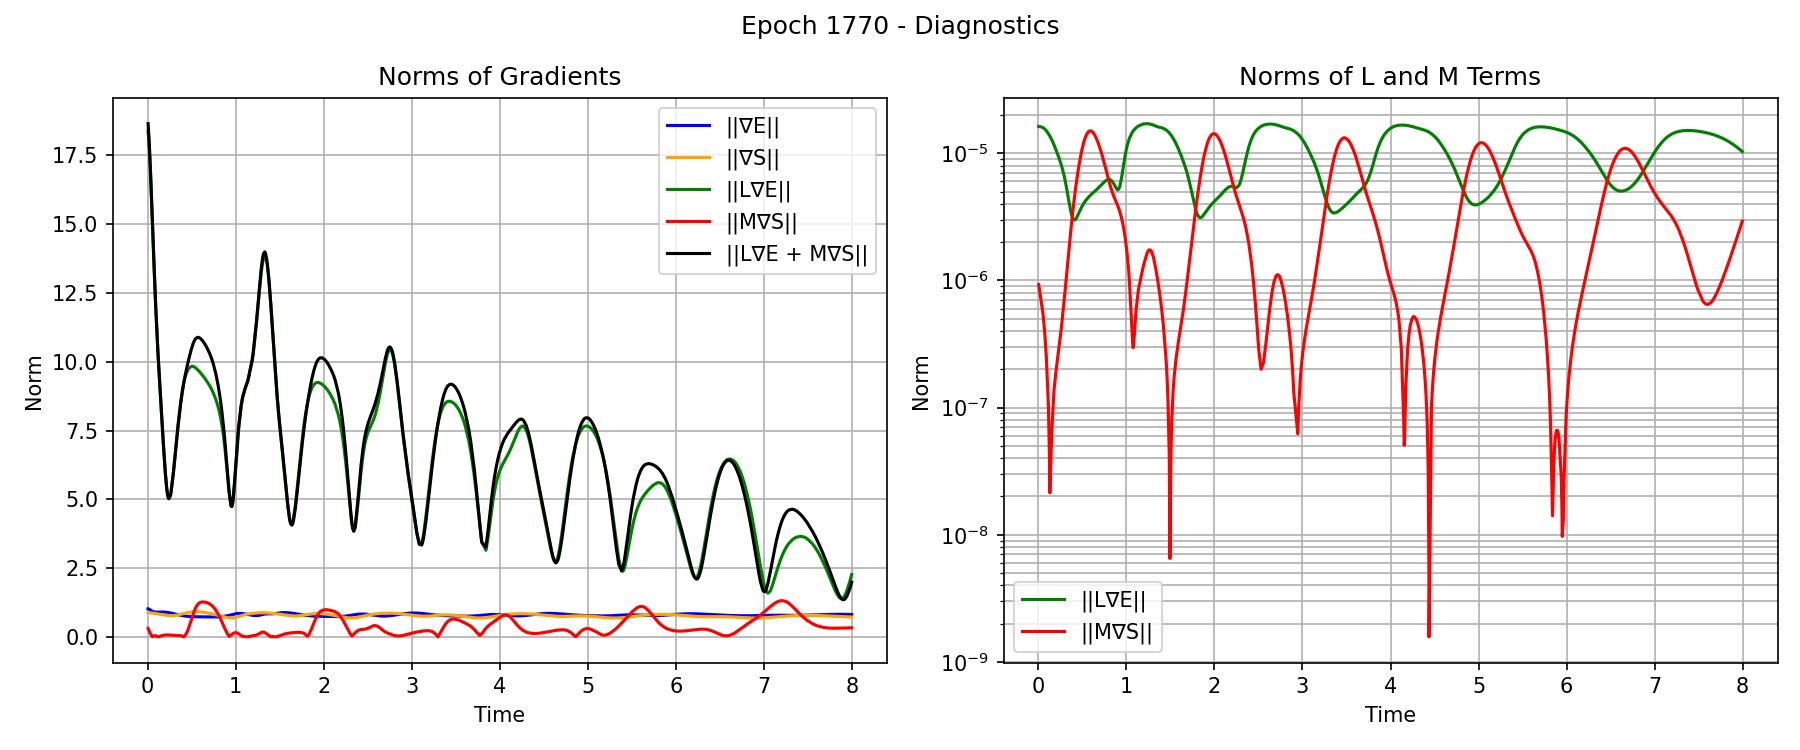 Epoch 1770 - Diagnostics
Norms of Gradients
||∇E||
||∇S||
||L∇E||
||M∇S||
||L∇E + M∇S||
17.5
15.0
12.5
10.0
7.5
5.0
2.5
0.0
Norm
0 1 2 3 4 5 6 7 8
Time
Norms of L and M Terms
10⁻⁵
10⁻⁶
10⁻⁷
10⁻⁸
10⁻⁹
Norm
||L∇E||
||M∇S||
0 1 2 3 4 5 6 7 8
Time